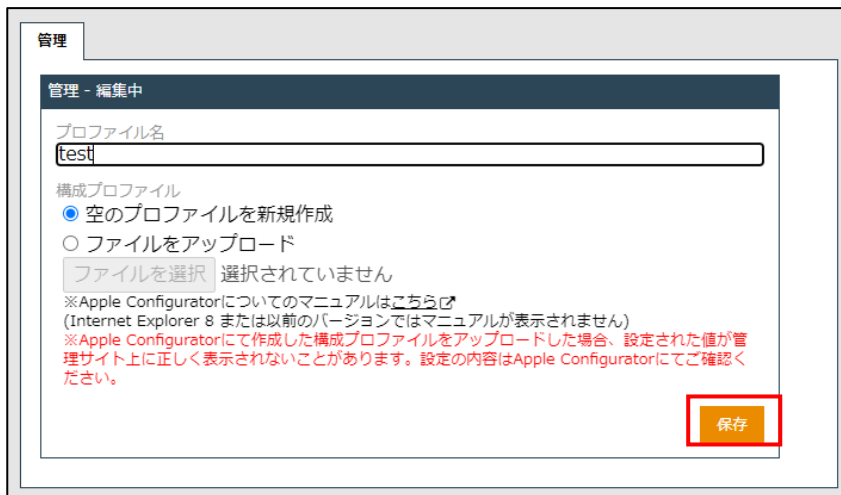 管理
管理 - 編集中
プロファイル名
test
構成プロファイル
空のプロファイルを新規作成
ファイルをアップロード
ファイルを選択 選択されていません
※Apple Configuratorについてのマニュアルはこちら
(Internet Explorer 8 または以前のバージョンではマニュアルが表示されません)
※Apple Configuratorにて作成した構成プロファイルをアップロードした場合、設定された値が管
理サイト上に正しく表示されないことがあります。設定の内容はApple Configuratorにてご確認く
ださい。
保存